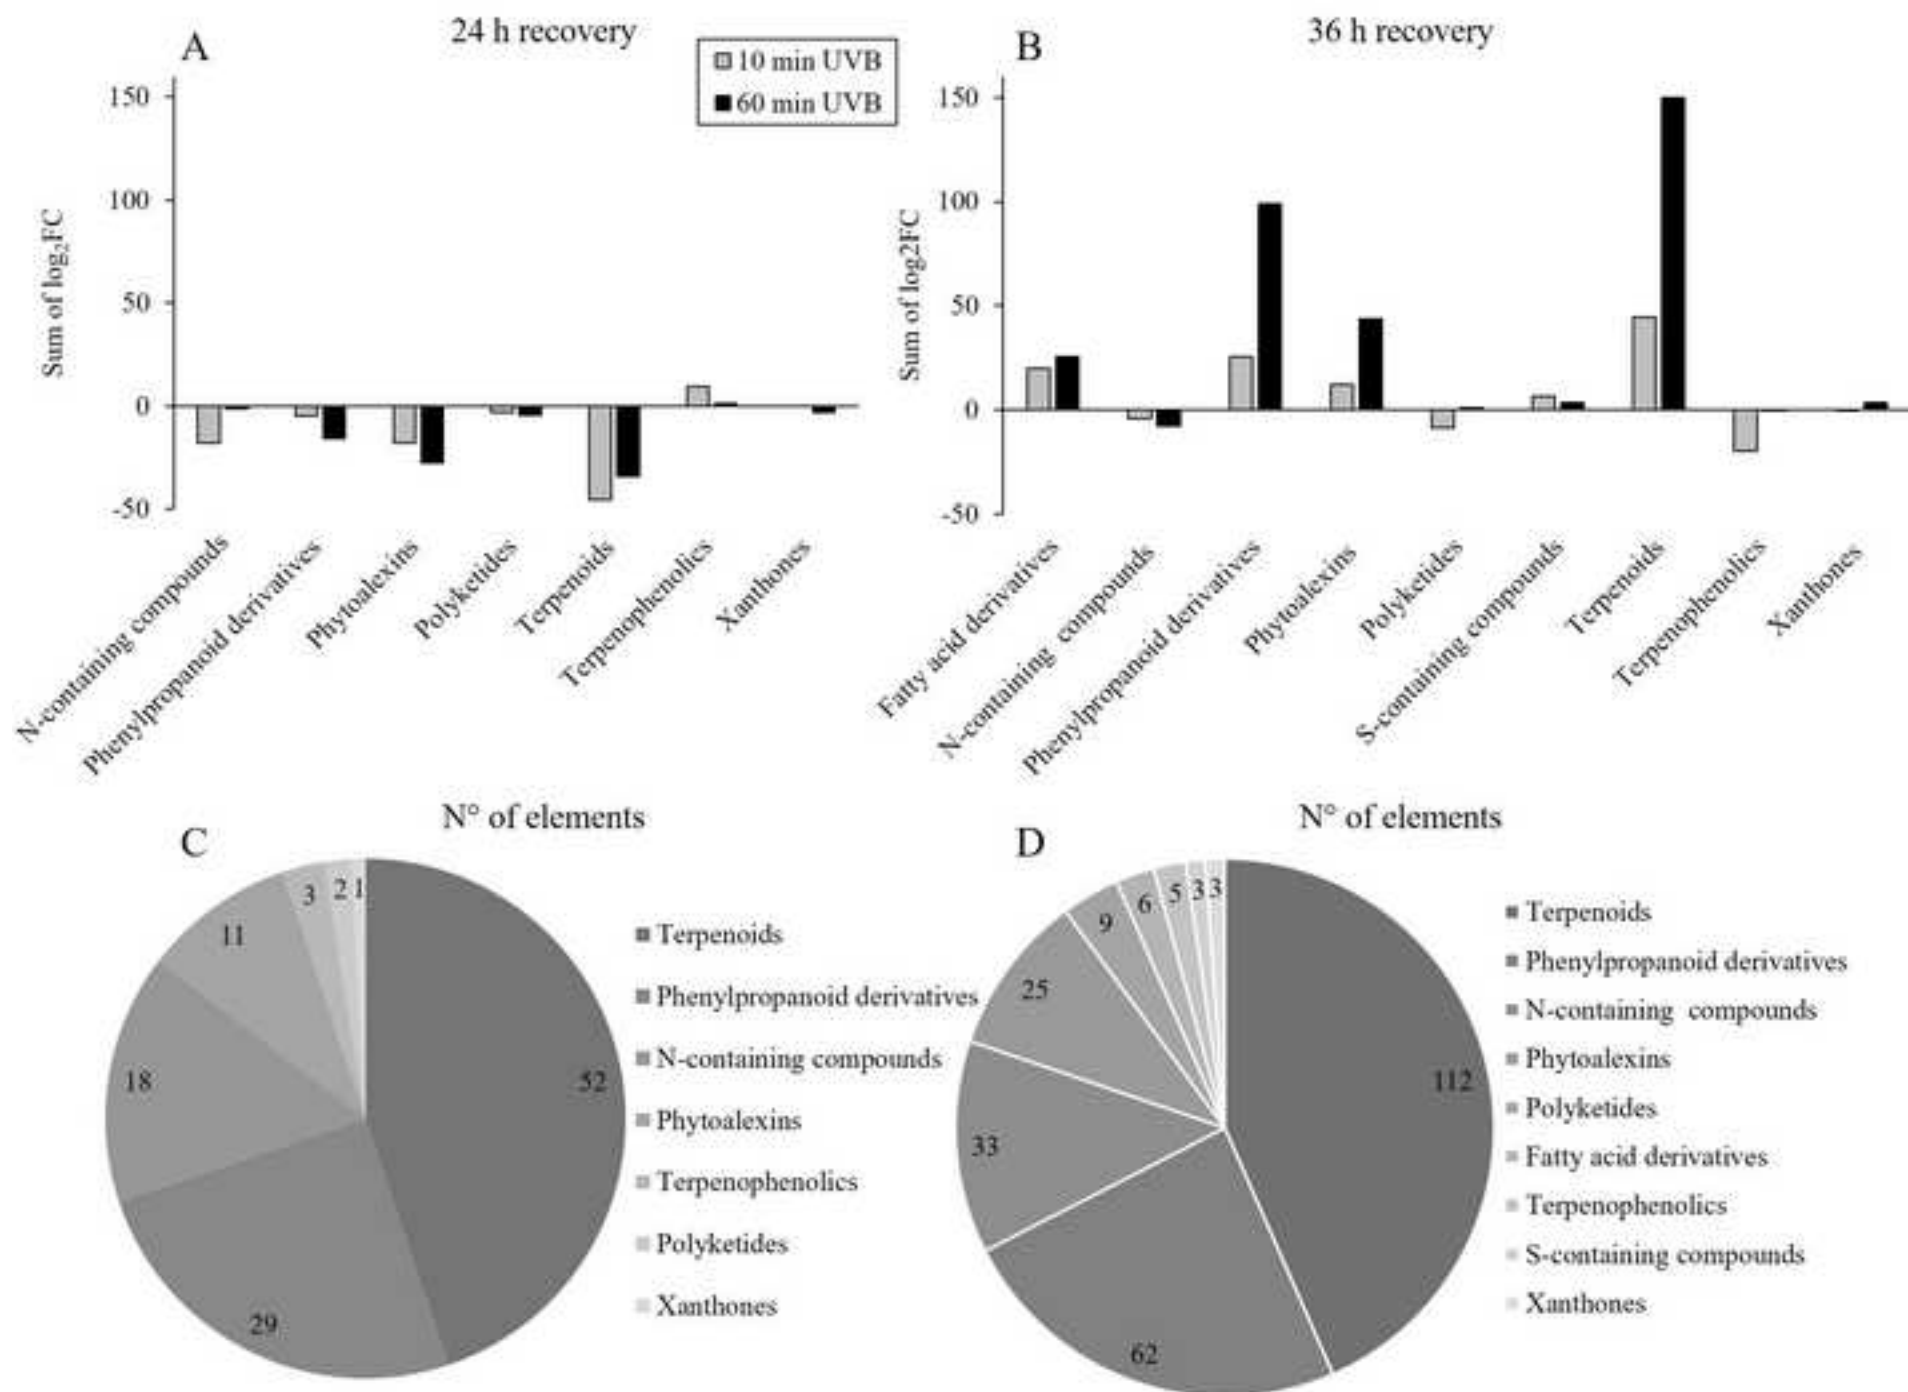 A
24 h recovery
10 min UVB
60 min UVB
150
100
50
0
-50
Sum of log₂FC
N-containing compounds
Phenylpropanoid derivatives
Phytoalexins
Polyketides
Terpenoids
Terpenophenolics
Xanthones
B
36 h recovery
150
100
50
0
-50
Sum of log2FC
Fatty acid derivatives
N-containing compounds
Phenylpropanoid derivatives
Phytoalexins
Polyketides
S-containing compounds
Terpenoids
Terpenophenolics
Xanthones
C
N° of elements
52
29
18
11
3
2
1
Terpenoids
Phenylpropanoid derivatives
N-containing compounds
Phytoalexins
Terpenophenolics
Polyketides
Xanthones
D
N° of elements
112
62
33
25
9
6
5
3
3
Terpenoids
Phenylpropanoid derivatives
N-containing compounds
Phytoalexins
Polyketides
Fatty acid derivatives
Terpenophenolics
S-containing compounds
Xanthones